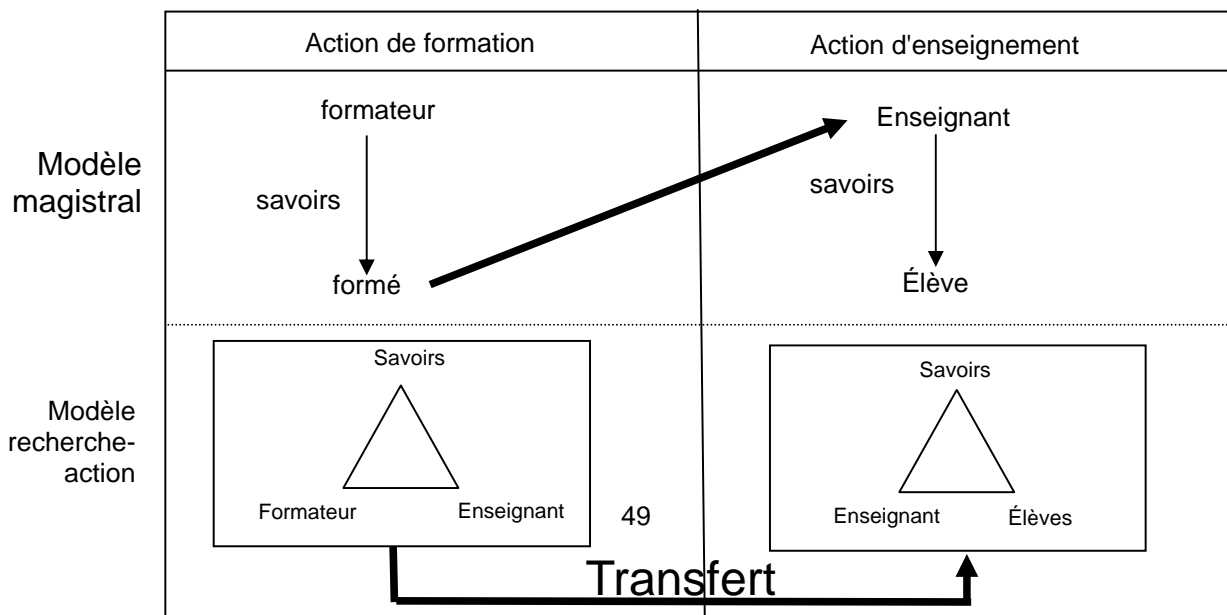 Action de formation
Action d'enseignement
Modèle
magistral
formateur
savoirs
formé
Enseignant
savoirs
Élève
Modèle
recherche-
action
Savoirs
Formateur
Enseignant
49
Savoirs
Enseignant
Élèves
Transfert